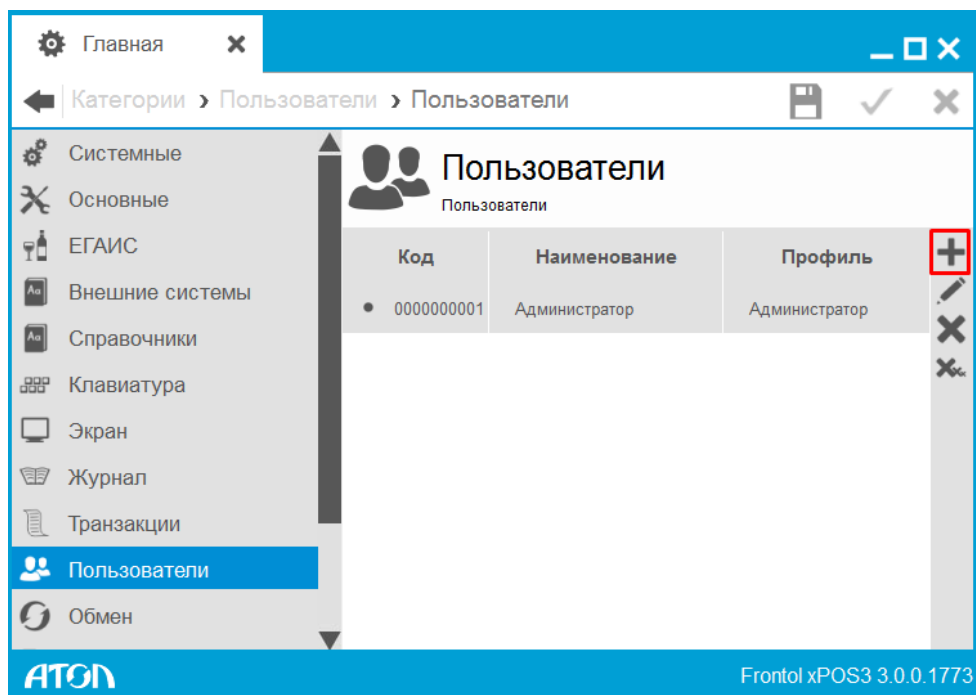 Главная
Категории › Пользователи › Пользователи
Системные
Основные
ЕГАИС
Внешние системы
Справочники
Клавиатура
Экран
Журнал
Транзакции
Пользователи
Обмен
Пользователи
Пользователи
Код Наименование Профиль
0000000001 Администратор Администратор
АТОЛ
Frontol xPOS3 3.0.0.1773